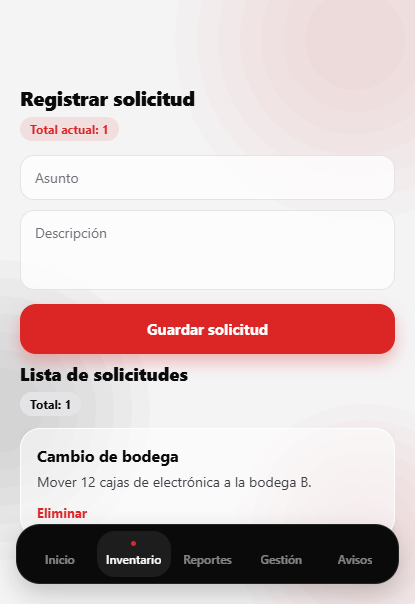 Registrar solicitud
Total actual: 1
Asunto
Descripción
Guardar solicitud
Lista de solicitudes
Total: 1
Cambio de bodega
Mover 12 cajas de electrónica a la bodega B.
Eliminar
Inicio Inventario Reportes Gestión Avisos